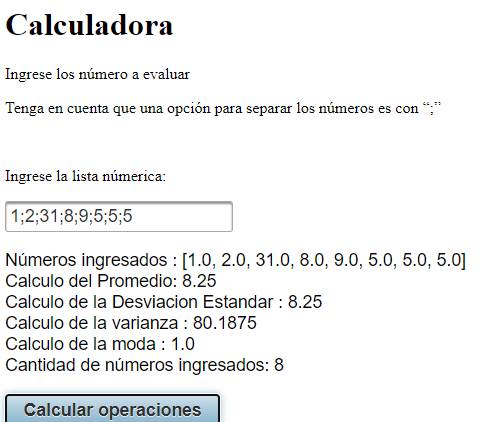 Calculadora
Ingrese los número a evaluar
Tenga en cuenta que una opción para separar los números es con “;”
Ingrese la lista númerica:
1;2;31;8;9;5;5;5
Números ingresados : [1.0, 2.0, 31.0, 8.0, 9.0, 5.0, 5.0, 5.0]
Calculo del Promedio: 8.25
Calculo de la Desviacion Estandar : 8.25
Calculo de la varianza : 80.1875
Calculo de la moda : 1.0
Cantidad de números ingresados: 8
Calcular operaciones